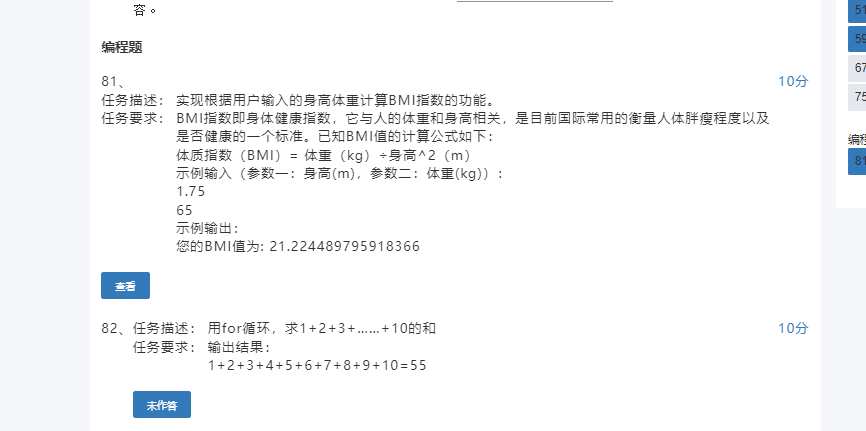 容。
51
59
67
75
编程题
编程
81
81、
10分
任务描述： 实现根据用户输入的身高体重计算BMI指数的功能。
任务要求： BMI指数即身体健康指数，它与人的体重和身高相关，是目前国际常用的衡量人体胖瘦程度以及
是否健康的一个标准。已知BMI值的计算公式如下：
体质指数（BMI）= 体重（kg）÷身高^2（m）
示例输入（参数一：身高(m)，参数二：体重(kg)）:
1.75
65
示例输出：
您的BMI值为: 21.224489795918366
查看
82、任务描述： 用for循环，求1+2+3+……+10的和
10分
任务要求： 输出结果：
1+2+3+4+5+6+7+8+9+10=55
未作答